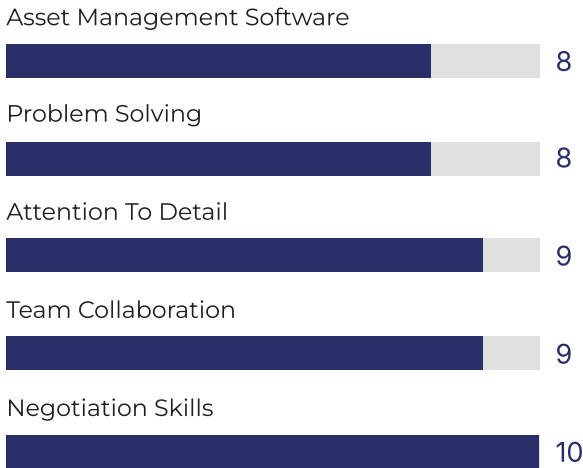 Asset Management Software
8
Problem Solving
8
Attention To Detail
9
Team Collaboration
9
Negotiation Skills
10